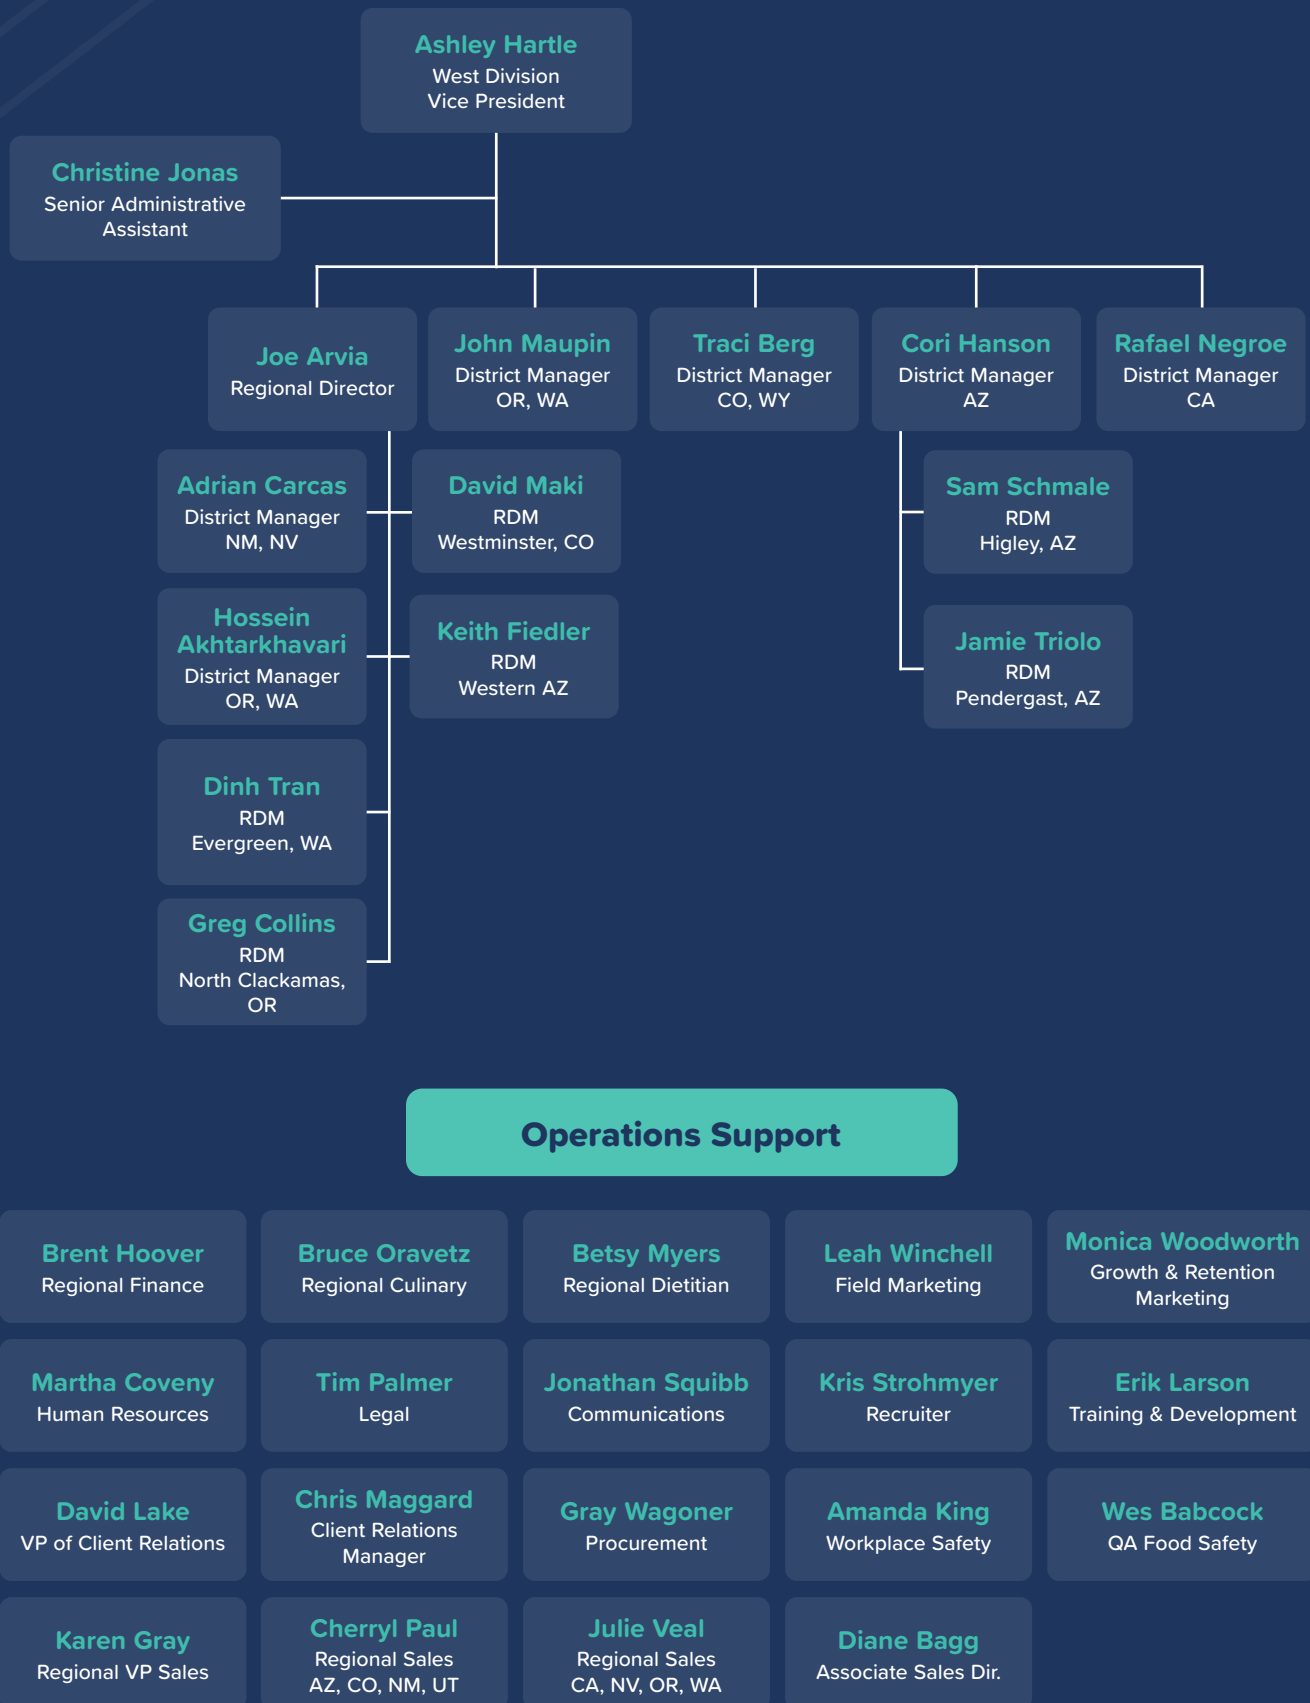 Ashley Hartle
West Division
Vice President
Christine Jonas
Senior Administrative
Assistant
Joe Arvia
Regional Director
John Maupin
District Manager
OR, WA
Traci Berg
District Manager
CO, WY
Cori Hanson
District Manager
AZ
Rafael Negroe
District Manager
CA
Adrian Carcas
District Manager
NM, NV
David Maki
RDM
Westminster, CO
Sam Schmale
RDM
Higley, AZ
Hossein
Akhtarkhavari
District Manager
OR, WA
Keith Fiedler
RDM
Western AZ
Jamie Triolo
RDM
Pendergast, AZ
Dinh Tran
RDM
Evergreen, WA
Greg Collins
RDM
North Clackamas,
OR
Operations Support
Brent Hoover
Regional Finance
Bruce Oravetz
Regional Culinary
Betsy Myers
Regional Dietitian
Leah Winchell
Field Marketing
Monica Woodworth
Growth & Retention
Marketing
Martha Coveny
Human Resources
Tim Palmer
Legal
Jonathan Squibb
Communications
Kris Strohmyer
Recruiter
Erik Larson
Training & Development
David Lake
VP of Client Relations
Chris Maggard
Client Relations
Manager
Gray Wagoner
Procurement
Amanda King
Workplace Safety
Wes Babcock
QA Food Safety
Karen Gray
Regional VP Sales
Cherryl Paul
Regional Sales
AZ, CO, NM, UT
Julie Veal
Regional Sales
CA, NV, OR, WA
Diane Bagg
Associate Sales Dir.